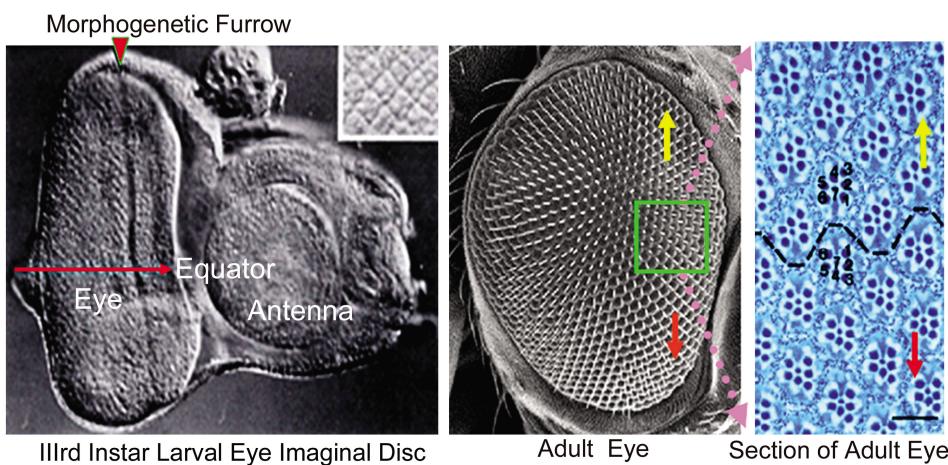 Morphogenetic Furrow
Equator
Eye
Antenna
5 4 3
6 7 2
1
6 7 1
5 2
4 3
IIIrd Instar Larval Eye Imaginal Disc
Adult Eye
Section of Adult Eye